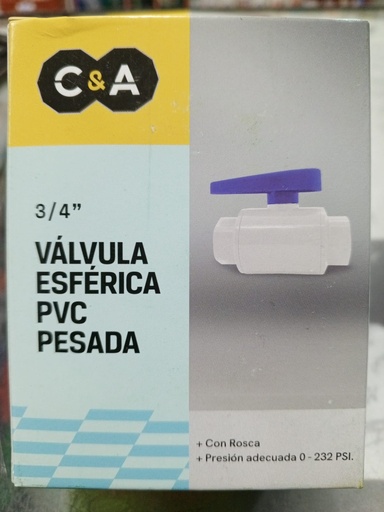 C&A
3/4”
VÁLVULA
ESFÉRICA
PVC
PESADA
+ Con Rosca
+ Presión adecuada 0 - 232 PSI.